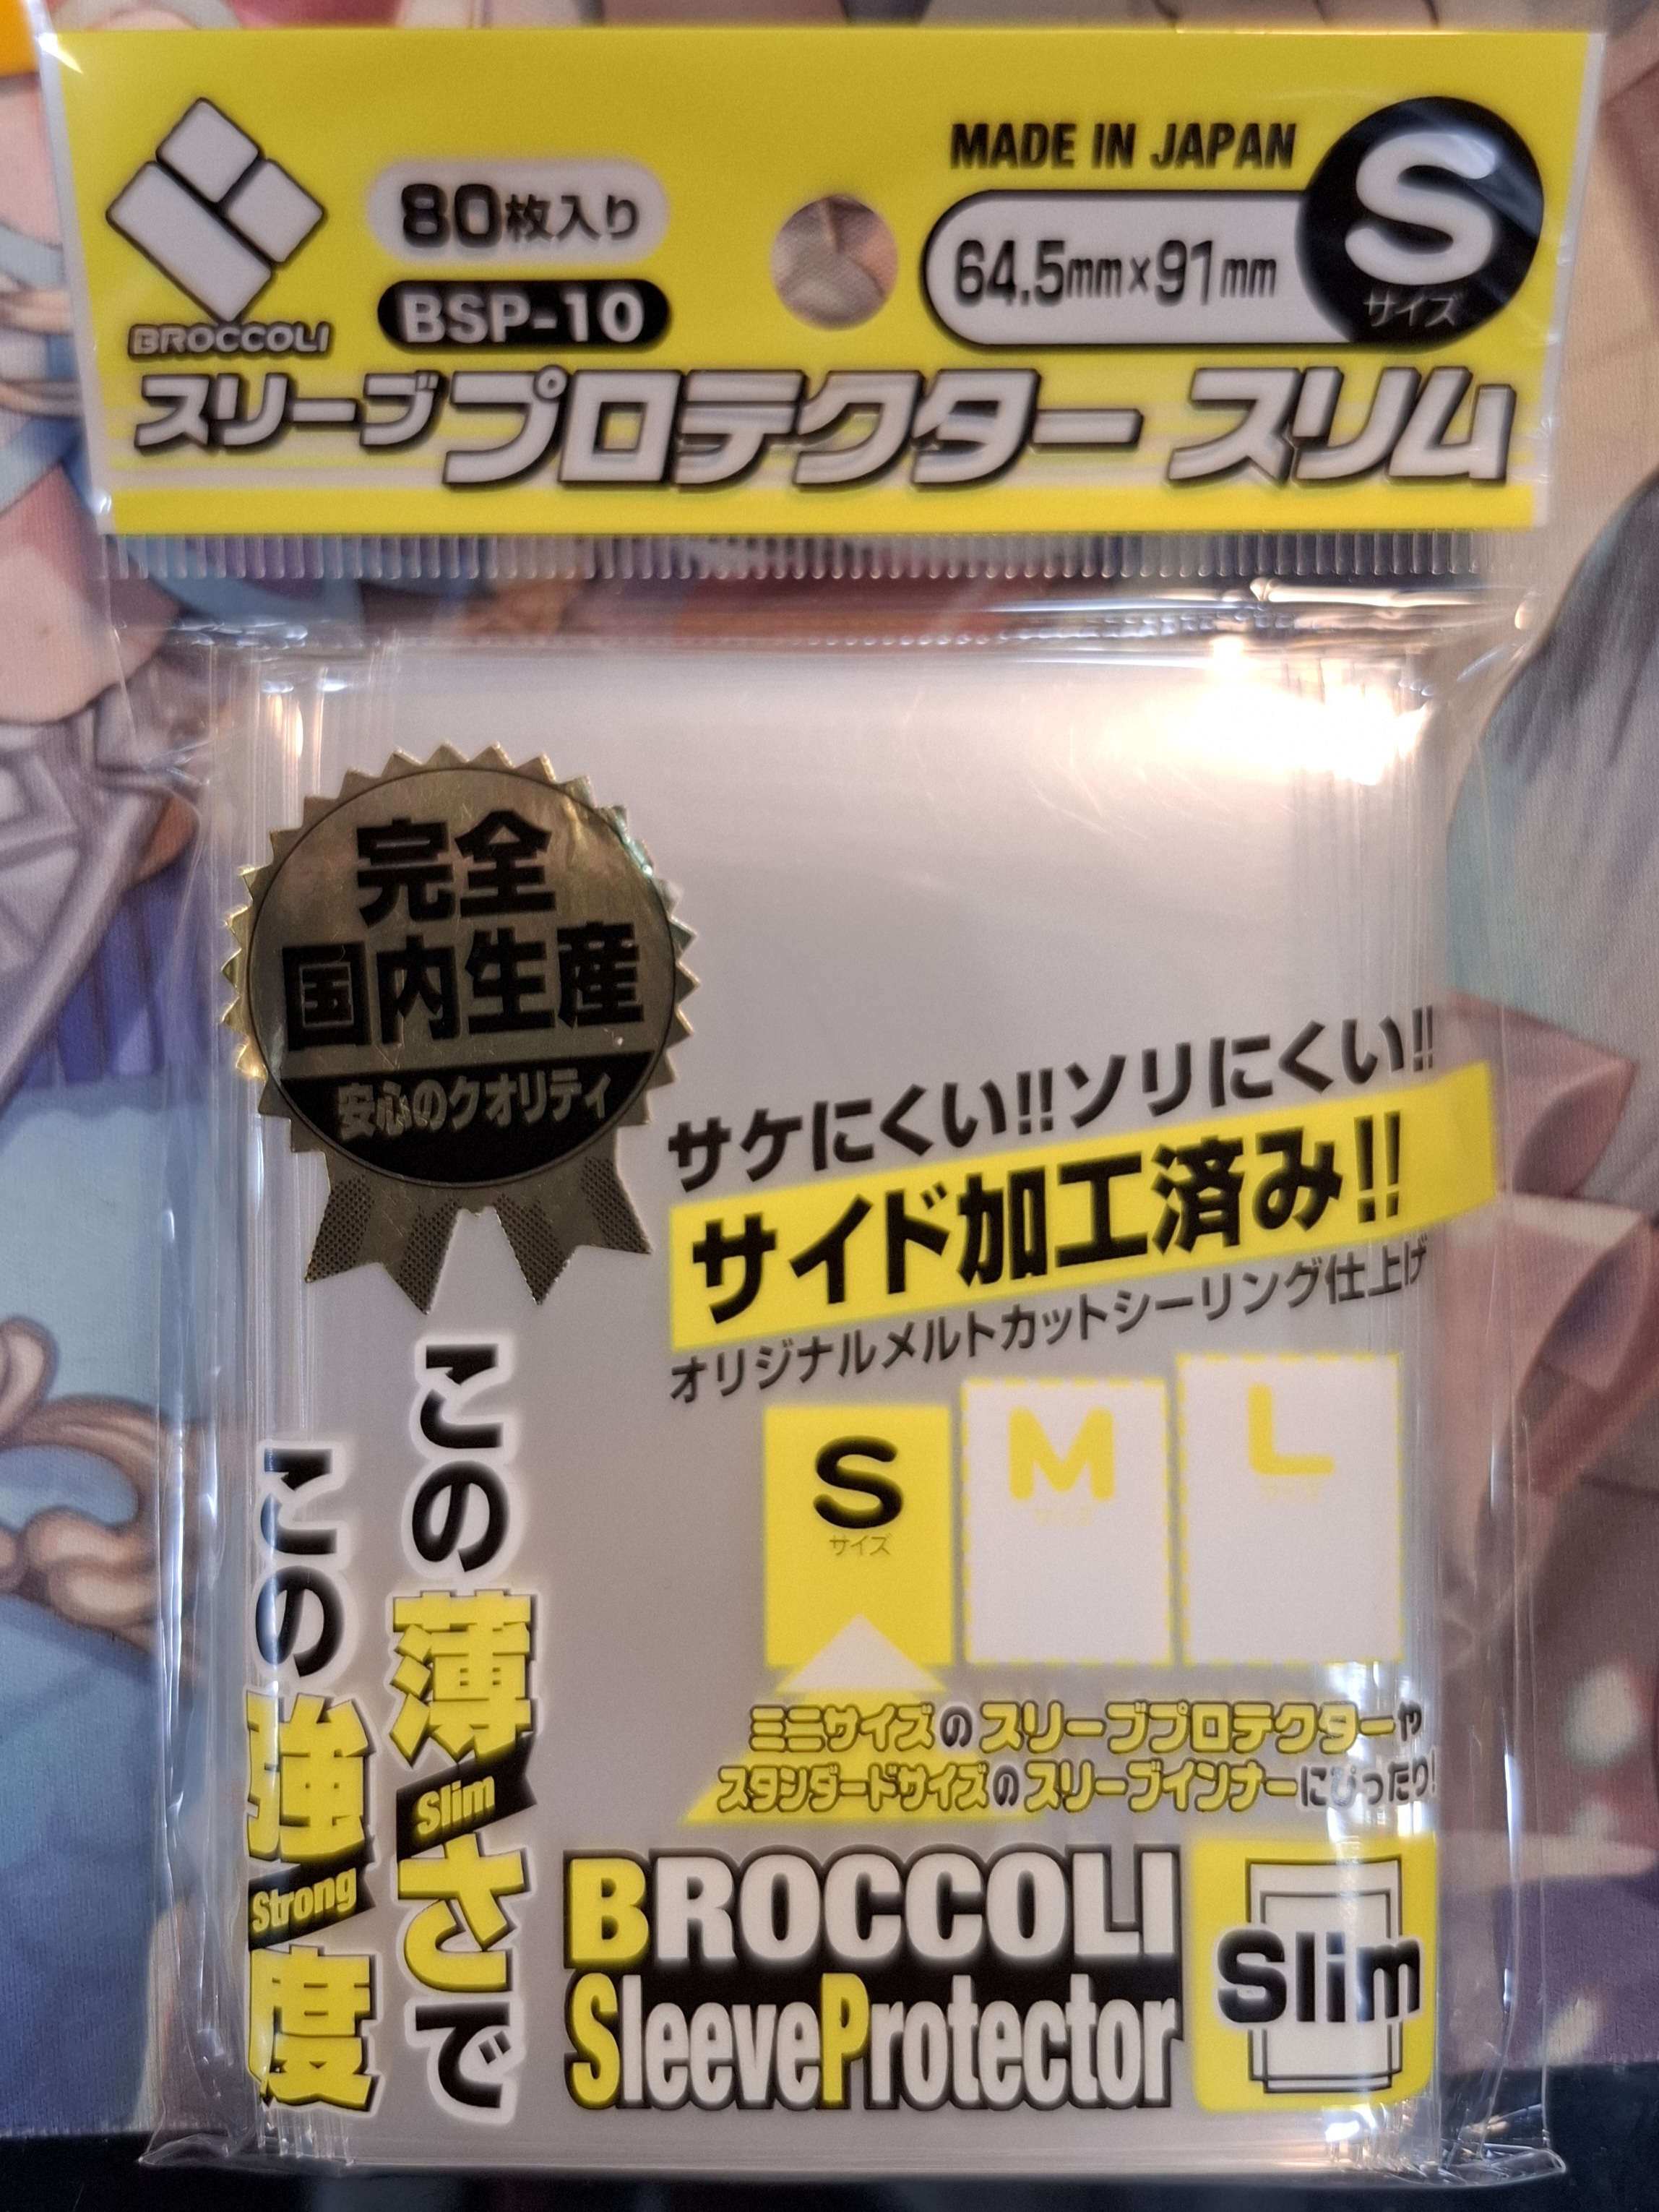 BROCCOLI
80枚入り
BSP-10
MADE IN JAPAN
64.5mm×91mm
S
サイズ
スリーブプロテクター スリム
完全
国内生産
安心のクオリティ
サケにくい!!ソリにくい!!
サイド加工済み!!
オリジナルメルトカットシーリング仕上げ
S
サイズ
M
サイズ
L
サイズ
ミニサイズのスリーブプロテクターや
スタンダードサイズのスリーブインナーにぴったり!
この薄さで
Slim
この強度
Strong
BROCCOLI
SleeveProtector
Slim